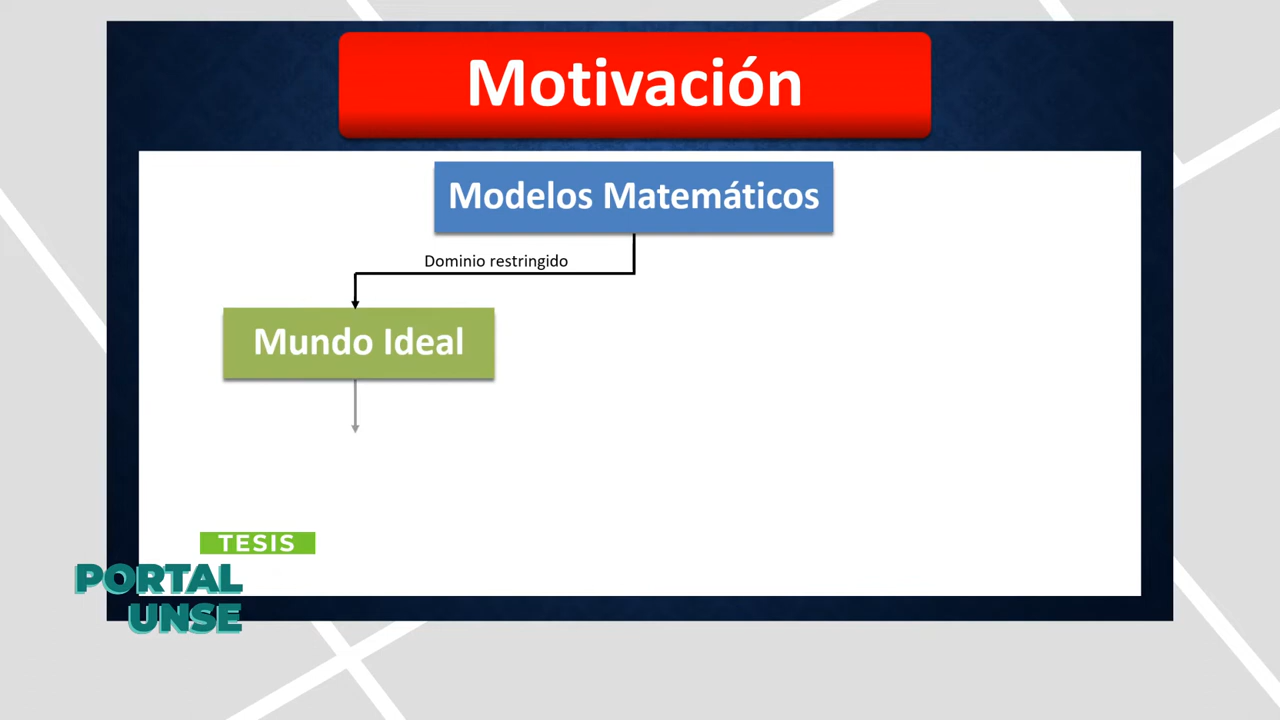 Motivación
Modelos Matemáticos
Dominio restringido
Mundo Ideal
TESIS
PORTAL
UNSE